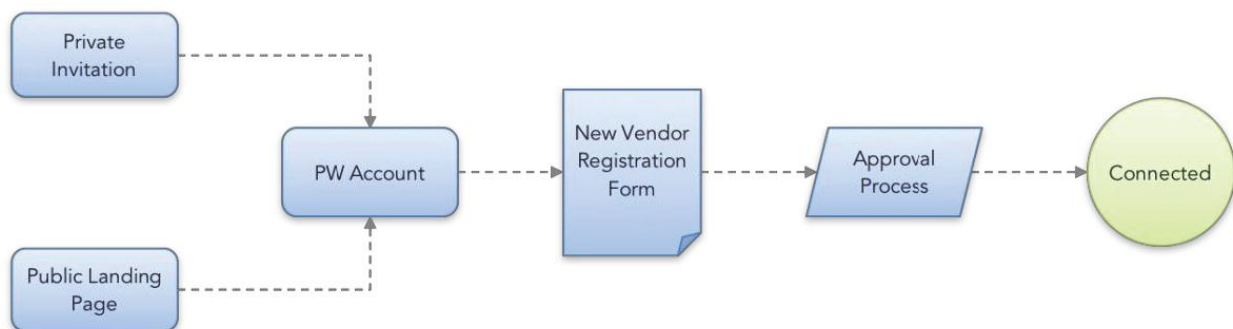 Private
Invitation
PW Account
New Vendor
Registration
Form
Approval
Process
Connected
Public Landing
Page